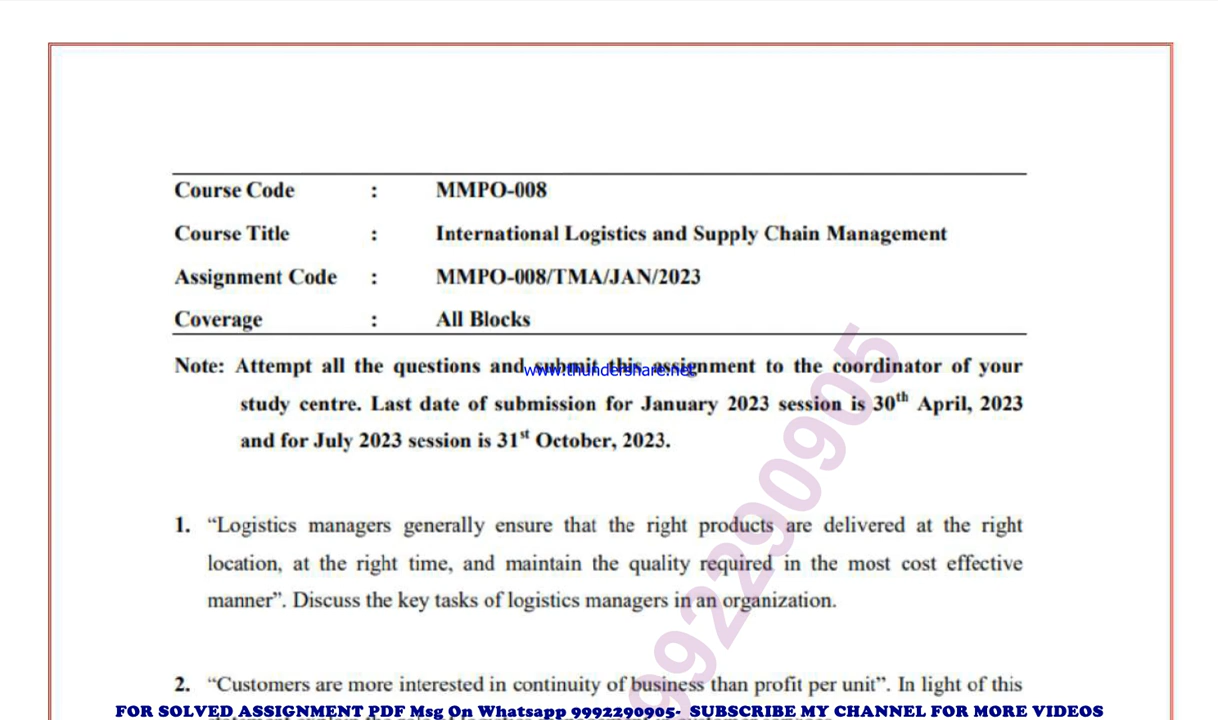 Course Code : MMPO-008
Course Title : International Logistics and Supply Chain Management
Assignment Code : MMPO-008/TMA/JAN/2023
Coverage : All Blocks
Note: Attempt all the questions and submit this assignment to the coordinator of your
www.thundershare.net
study centre. Last date of submission for January 2023 session is 30th April, 2023
and for July 2023 session is 31st October, 2023.
992290905
1. “Logistics managers generally ensure that the right products are delivered at the right
location, at the right time, and maintain the quality required in the most cost effective
manner”. Discuss the key tasks of logistics managers in an organization.
2. “Customers are more interested in continuity of business than profit per unit”. In light of this
FOR SOLVED ASSIGNMENT PDF Msg On Whatsapp 9992290905- SUBSCRIBE MY CHANNEL FOR MORE VIDEOS